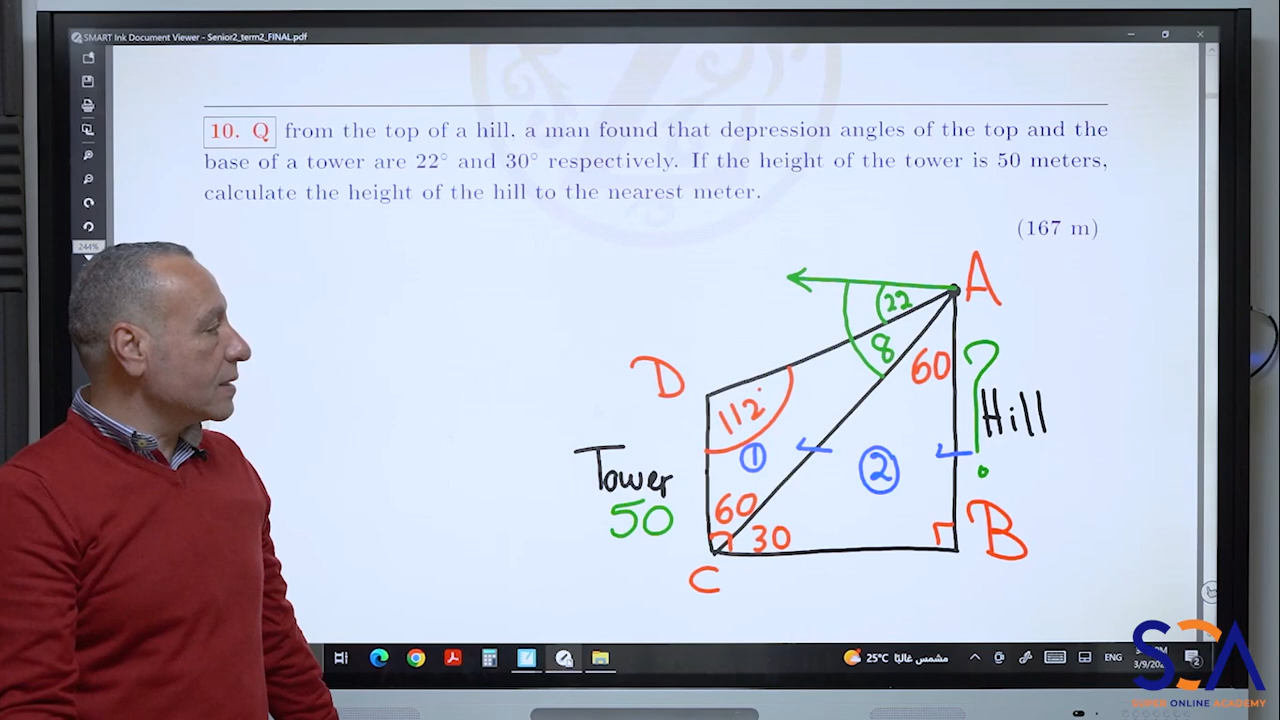 SMART Ink Document Viewer - Senior2_term2_FINAL.pdf
10. Q from the top of a hill, a man found that depression angles of the top and the
base of a tower are 22° and 30° respectively. If the height of the tower is 50 meters,
calculate the height of the hill to the nearest meter.
(167 m)
244%
A
22
8
60
D
112°
Hill
1
2
Tower
50
60
30
B
C
25°C مشمس غالبًا
ENG
2
SOA
SUPER ONLINE ACADEMY